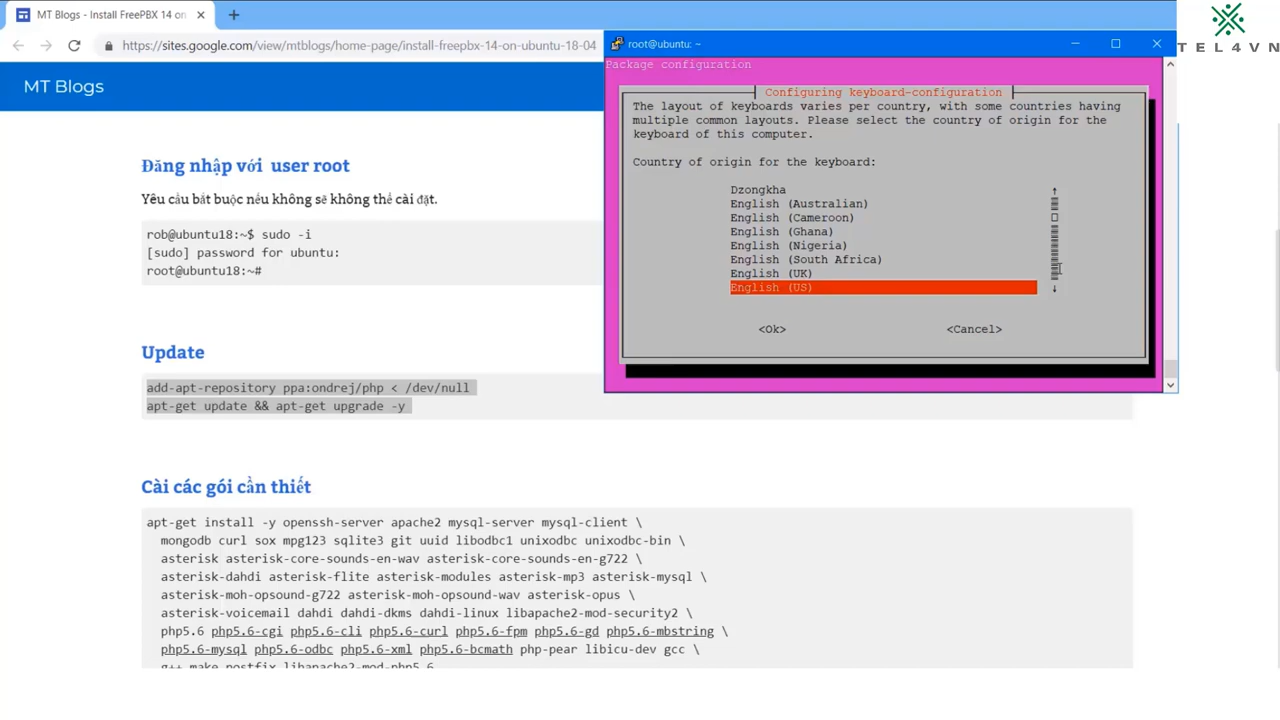 MT Blogs - Install FreePBX 14 on
https://sites.google.com/view/mtblogs/home-page/install-freepbx-14-on-ubuntu-18-04
TEL4VN
MT Blogs
root@ubuntu: ~
Package configuration
Configuring keyboard-configuration
The layout of keyboards varies per country, with some countries having
multiple common layouts. Please select the country of origin for the
keyboard of this computer.
Country of origin for the keyboard:
Dzongkha
English (Australian)
English (Cameroon)
English (Ghana)
English (Nigeria)
English (South Africa)
English (UK)
English (US)
<Ok>
<Cancel>
Đăng nhập với user root
Yêu cầu bắt buộc nếu không sẽ không thể cài đặt.
rob@ubuntu18:~$ sudo -i
[sudo] password for ubuntu:
root@ubuntu18:~#
Update
add-apt-repository ppa:ondrej/php < /dev/null
apt-get update && apt-get upgrade -y
Cài các gói cần thiết
apt-get install -y openssh-server apache2 mysql-server mysql-client \
mongodb curl sox mpg123 sqlite3 git uuid libodbc1 unixodbc unixodbc-bin \
asterisk asterisk-core-sounds-en-wav asterisk-core-sounds-en-g722 \
asterisk-dahdi asterisk-flite asterisk-modules asterisk-mp3 asterisk-mysql \
asterisk-moh-opsound-g722 asterisk-moh-opsound-wav asterisk-opus \
asterisk-voicemail dahdi dahdi-dkms dahdi-linux libapache2-mod-security2 \
php5.6 php5.6-cgi php5.6-cli php5.6-curl php5.6-fpm php5.6-gd php5.6-mbstring \
php5.6-mysql php5.6-odbc php5.6-xml php5.6-bcmath php-pear libicu-dev gcc \
g++ make postfix libapache2-mod-php5.6